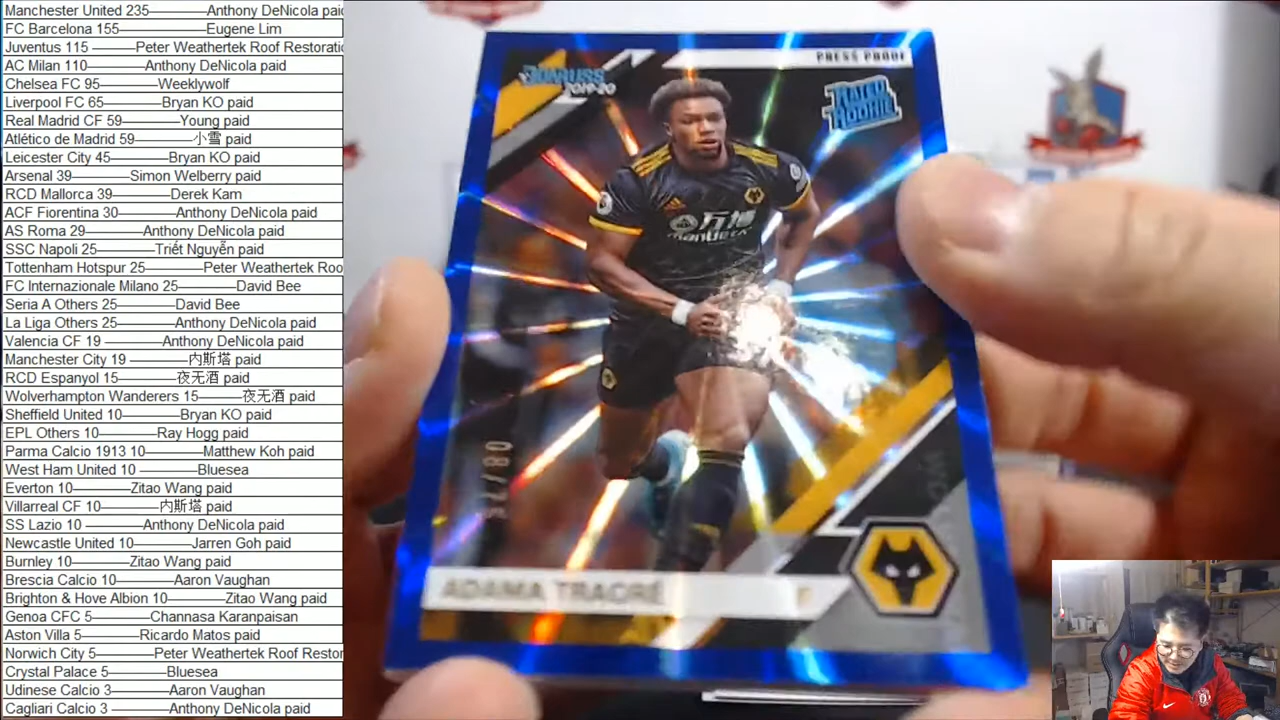 Manchester United 235————Anthony DeNicola paid
FC Barcelona 155————Eugene Lim
Juventus 115 ————Peter Weathertek Roof Restoratio
AC Milan 110————Anthony DeNicola paid
Chelsea FC 95————Weeklywolf
Liverpool FC 65————Bryan KO paid
Real Madrid CF 59————Young paid
Atlético de Madrid 59————小雪 paid
Leicester City 45————Bryan KO paid
Arsenal 39————Simon Welberry paid
RCD Mallorca 39————Derek Kam
ACF Fiorentina 30————Anthony DeNicola paid
AS Roma 29————Anthony DeNicola paid
SSC Napoli 25————Triết Nguyễn paid
Tottenham Hotspur 25————Peter Weathertek Roo
FC Internazionale Milano 25————David Bee
Seria A Others 25————David Bee
La Liga Others 25————Anthony DeNicola paid
Valencia CF 19 ————Anthony DeNicola paid
Manchester City 19 ————内斯塔 paid
RCD Espanyol 15————夜无酒 paid
Wolverhampton Wanderers 15————夜无酒 paid
Sheffield United 10————Bryan KO paid
EPL Others 10————Ray Hogg paid
Parma Calcio 1913 10————Matthew Koh paid
West Ham United 10 ————Bluesea
Everton 10————Zitao Wang paid
Villarreal CF 10————内斯塔 paid
SS Lazio 10 ————Anthony DeNicola paid
Newcastle United 10————Jarren Goh paid
Burnley 10————Zitao Wang paid
Brescia Calcio 10————Aaron Vaughan
Brighton & Hove Albion 10————Zitao Wang paid
Genoa CFC 5————Channasa Karanpaisan
Aston Villa 5————Ricardo Matos paid
Norwich City 5————Peter Weathertek Roof Restor
Crystal Palace 5————Bluesea
Udinese Calcio 3————Aaron Vaughan
Cagliari Calcio 3 ————Anthony DeNicola paid
PRESS PROOF
DONRUSS
2019-20
RATED
ROOKIE
万博
ManBetX
ADAMA TRAORÉ